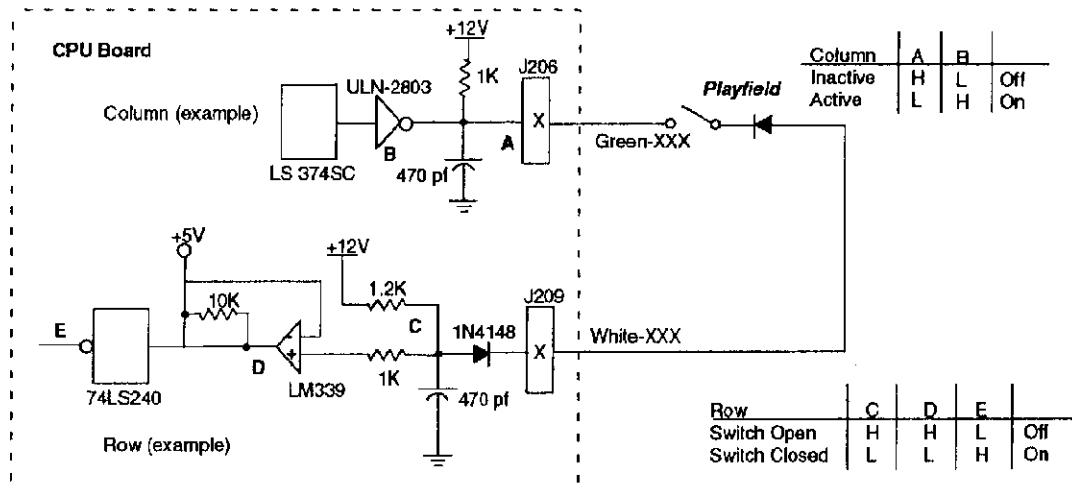 CPU Board
+12V
1K
J206
ULN-2803
Column (example)
X
B
A
LS 374SC
470 pf
Green-XXX
Playfield
Column A B
Inactive H L Off
Active L H On
+5V
+12V
10K
1.2K
J209
E
C
1N4148
X
White-XXX
-
+
D
1K
LM339
74LS240
470 pf
Row (example)
Row C D E
Switch Open H H L Off
Switch Closed L L H On